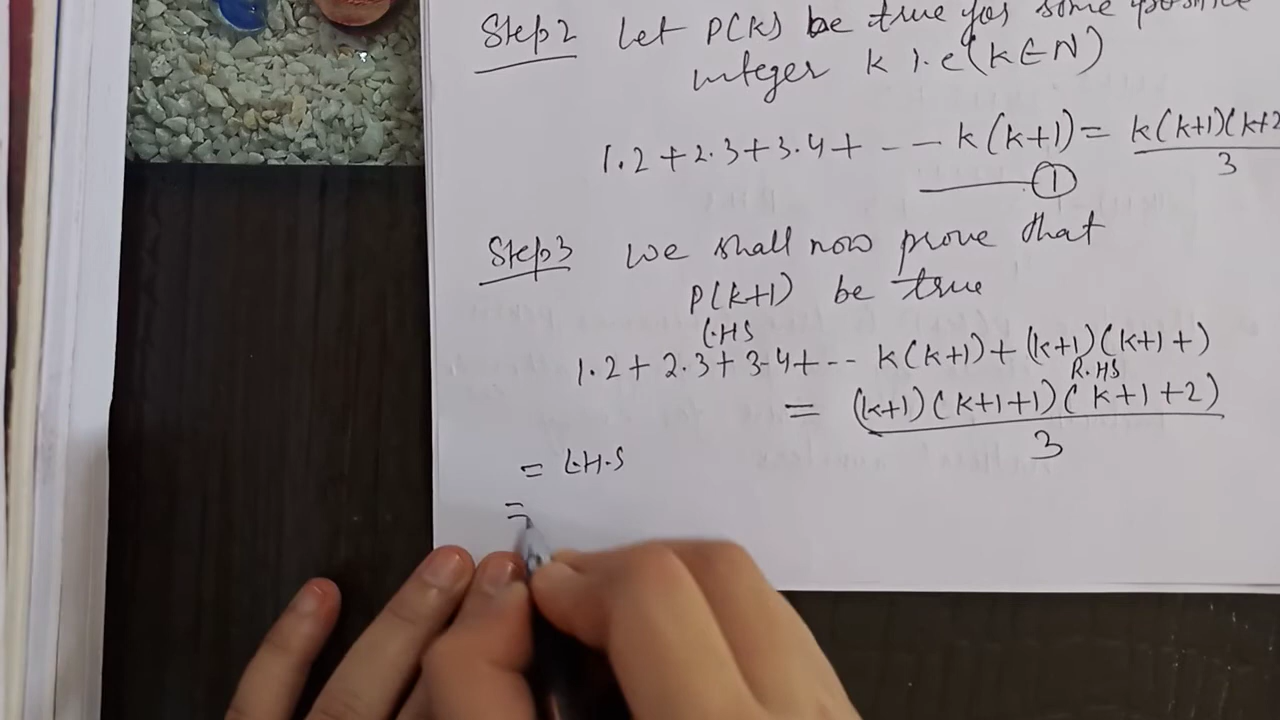 Step 2 Let P(k) be true for some positive
integer k i.e (k ∈ N)
1.2 + 2.3 + 3.4 + - - - k(k+1) = k(k+1)(k+2
3
①
Step 3 we shall now prove that
P(k+1) be true
L.HS
1.2 + 2.3 + 3.4 + - - - k(k+1) + (k+1)(k+1+)
R.HS
= (k+1)(k+1+1)(k+1+2)
3
= L.H.S
=